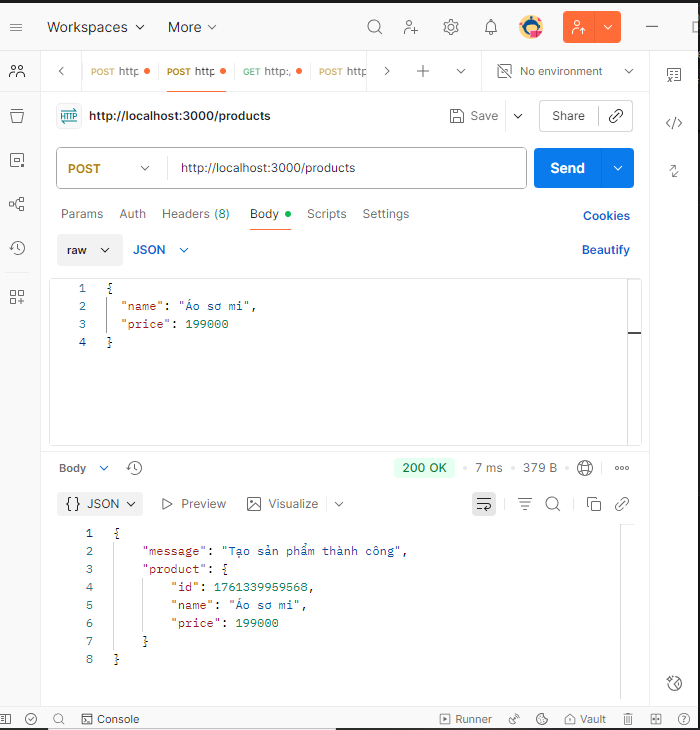 Workspaces More
POST http POST http GET http:, POST http No environment
HTTP http://localhost:3000/products Save Share
POST http://localhost:3000/products Send
Params Auth Headers (8) Body Scripts Settings Cookies
raw JSON Beautify
1 {
2 "name": "Áo sơ mi",
3 "price": 199000
4 }
Body 200 OK 7 ms 379 B
{} JSON Preview Visualize
1 {
2 "message": "Tạo sản phẩm thành công",
3 "product": {
4 "id": 1761339959568,
5 "name": "Áo sơ mi",
6 "price": 199000
7 }
8 }
Console Runner Vault